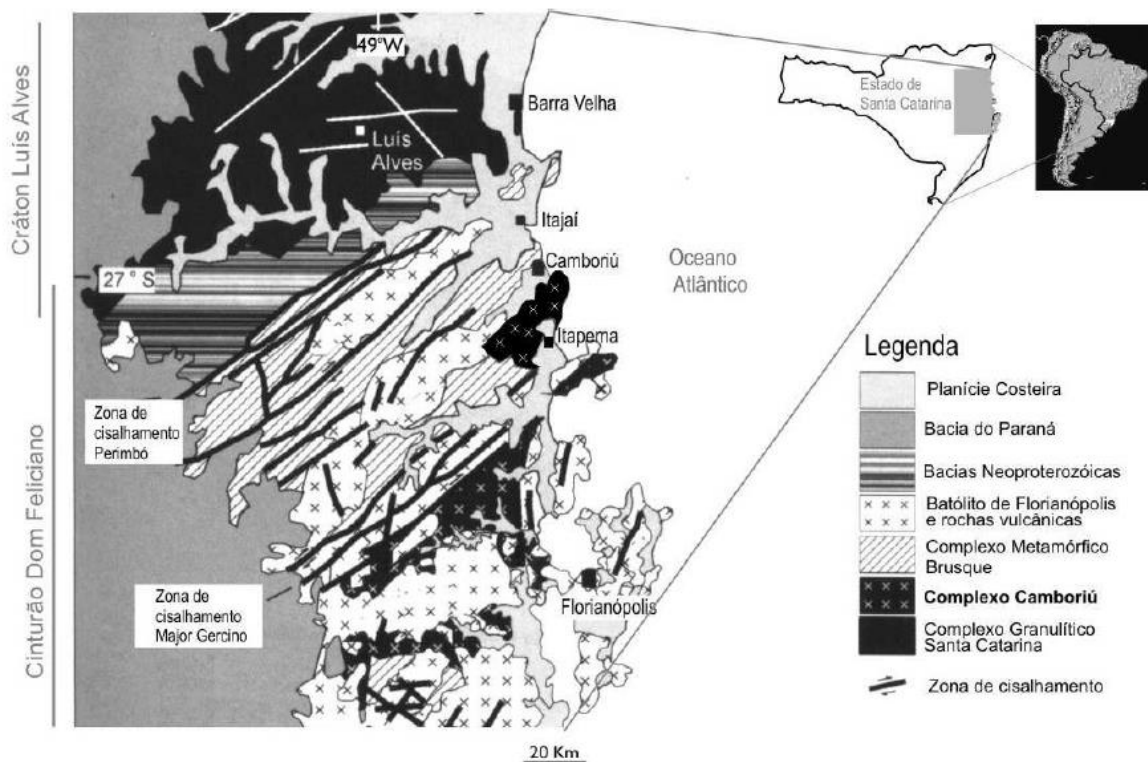 Cráton Luís Alves
Cinturão Dom Feliciano
49°W
Barra Velha
Luís
Alves
Itajaí
27° S
Camboriú
Itapema
Zona de
cisalhamento
Perimbó
Zona de
cisalhamento
Major Gercino
Florianópolis
20 Km
Oceano
Atlântico
Estado de
Santa Catarina
Legenda
Planície Costeira
Bacia do Paraná
Bacias Neoproterozóicas
Batólito de Florianópolis
e rochas vulcânicas
Complexo Metamórfico
Brusque
Complexo Camboriú
Complexo Granulítico
Santa Catarina
Zona de cisalhamento